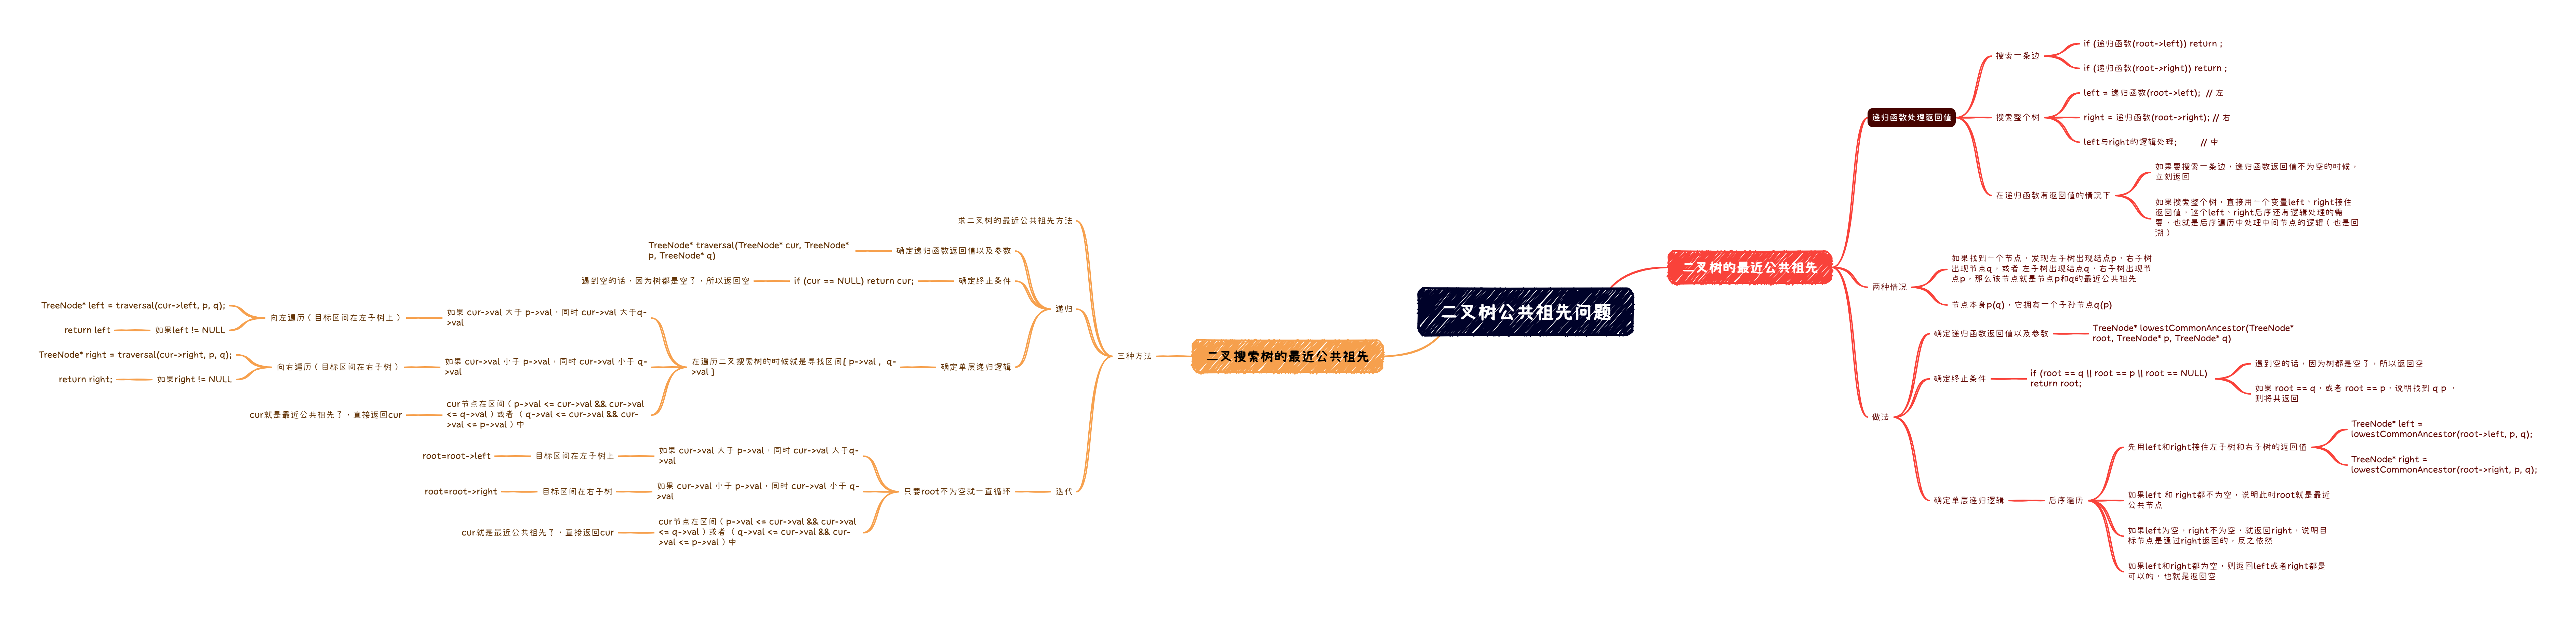 二叉树公共祖先问题
二叉树的最近公共祖先
递归函数处理返回值
搜索一条边
if (递归函数(root->left)) return ;
if (递归函数(root->right)) return ;
搜索整个树
left = 递归函数(root->left); // 左
right = 递归函数(root->right); // 右
left与right的逻辑处理; // 中
在递归函数有返回值的情况下
如果要搜索一条边，递归函数返回值不为空的时候，
立刻返回
如果搜索整个树，直接用一个变量left、right接住
返回值，这个left、right后序还有逻辑处理的需
要，也就是后序遍历中处理中间节点的逻辑（也是回
溯）
两种情况
如果找到一个节点，发现左子树出现结点p，右子树
出现节点q，或者 左子树出现结点q，右子树出现节
点p，那么该节点就是节点p和q的最近公共祖先
节点本身p(q)，它拥有一个子孙节点q(p)
做法
确定递归函数返回值以及参数
TreeNode* lowestCommonAncestor(TreeNode*
root, TreeNode* p, TreeNode* q)
确定终止条件
if (root == q || root == p || root == NULL)
return root;
遇到空的话，因为树都是空了，所以返回空
如果 root == q，或者 root == p，说明找到 q p ，
则将其返回
确定单层递归逻辑
后序遍历
先用left和right接住左子树和右子树的返回值
TreeNode* left =
lowestCommonAncestor(root->left, p, q);
TreeNode* right =
lowestCommonAncestor(root->right, p, q);
如果left 和 right都不为空，说明此时root就是最近
公共节点
如果left为空，right不为空，就返回right，说明目
标节点是通过right返回的，反之依然
如果left和right都为空，则返回left或者right都是
可以的，也就是返回空
二叉搜索树的最近公共祖先
三种方法
求二叉树的最近公共祖先方法
递归
确定递归函数返回值以及参数
TreeNode* traversal(TreeNode* cur, TreeNode*
p, TreeNode* q)
确定终止条件
if (cur == NULL) return cur;
遇到空的话，因为树都是空了，所以返回空
确定单层递归逻辑
在遍历二叉搜索树的时候就是寻找区间[ p->val ，q-
>val ]
如果 cur->val 大于 p->val，同时 cur->val 大于q-
>val
向左遍历（目标区间在左子树上）
TreeNode* left = traversal(cur->left, p, q);
如果left != NULL
return left
如果 cur->val 小于 p->val，同时 cur->val 小于 q-
>val
向右遍历（目标区间在右子树）
TreeNode* right = traversal(cur->right, p, q);
如果right != NULL
return right;
cur节点在区间（ p->val <= cur->val && cur->val
<= q->val ）或者 （ q->val <= cur->val && cur-
>val <= p->val ）中
cur就是最近公共祖先了，直接返回cur
迭代
只要root不为空就一直循环
如果 cur->val 大于 p->val，同时 cur->val 大于q-
>val
目标区间在左子树上
root=root->left
如果 cur->val 小于 p->val，同时 cur->val 小于 q-
>val
目标区间在右子树
root=root->right
cur节点在区间（ p->val <= cur->val && cur->val
<= q->val ）或者 （ q->val <= cur->val && cur-
>val <= p->val ）中
cur就是最近公共祖先了，直接返回cur